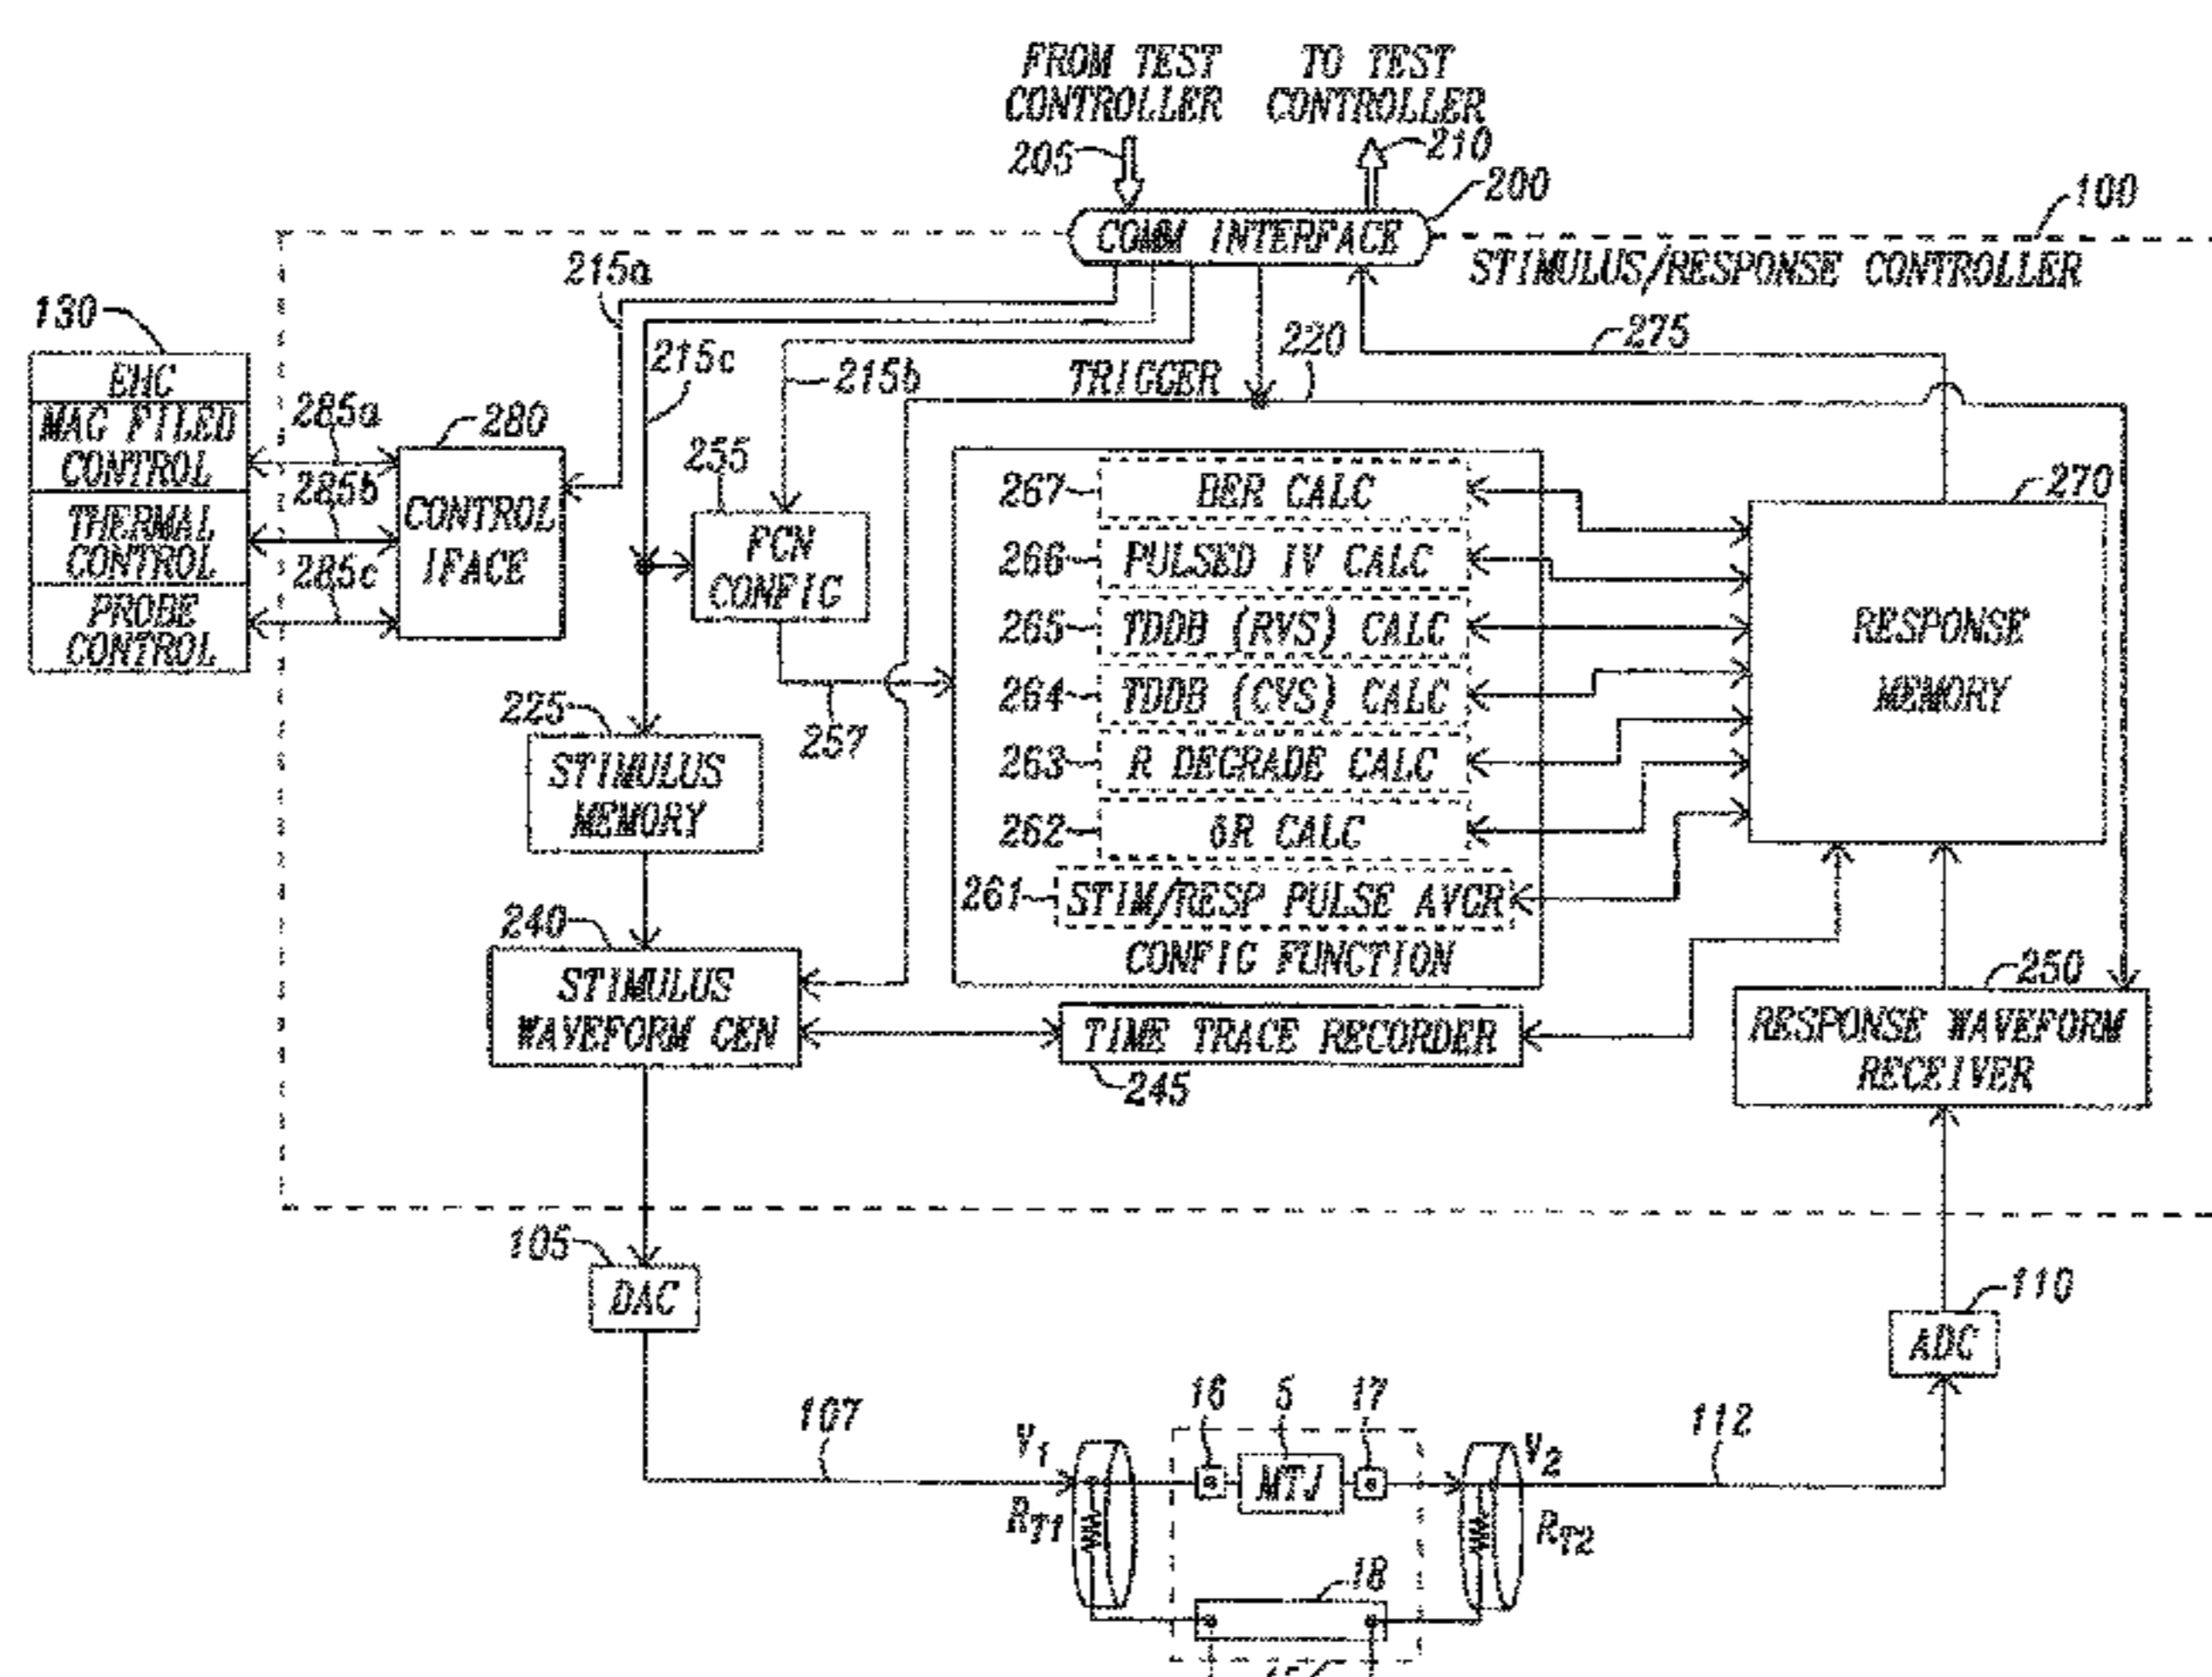 FROM TEST
CONTROLLER
TO TEST
CONTROLLER
205
210
200
COMM INTERFACE
100
STIMULUS/RESPONSE CONTROLLER
215a
130
EHC
MAG FILED
CONTROL
THERMAL
CONTROL
PROBE
CONTROL
285a
285b
285c
280
CONTROL
IFACE
215c
215b
TRIGGER
220
275
255
FCN
CONFIG
257
267
BER CALC
266
PULSED IV CALC
265
TDDB (RVS) CALC
264
TDDB (CVS) CALC
263
R DEGRADE CALC
262
δR CALC
261
STIM/RESP PULSE AVGR
CONFIG FUNCTION
270
RESPONSE
MEMORY
225
STIMULUS
MEMORY
240
STIMULUS
WAVEFORM GEN
TIME TRACE RECORDER
245
250
RESPONSE WAVEFORM
RECEIVER
105
DAC
110
ADC
107
V1
RT1
16
5
17
MTJ
V2
RT2
112
18